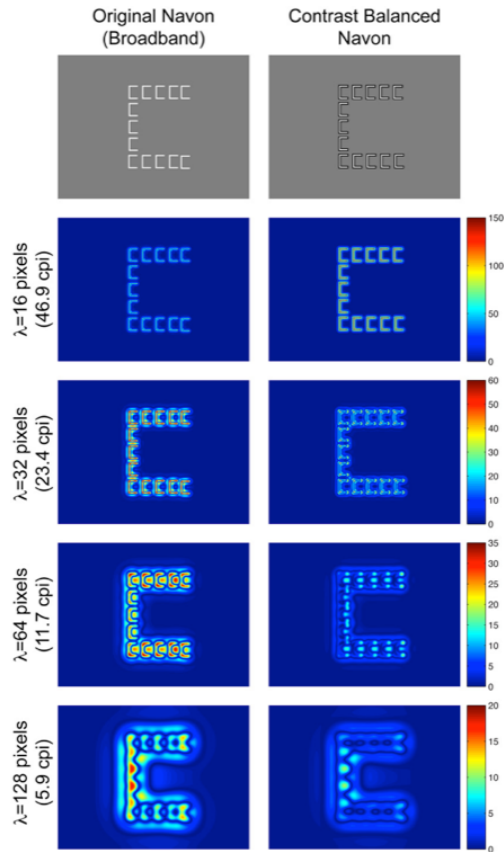 Original Navon
(Broadband)
Contrast Balanced
Navon
λ=16 pixels
(46.9 cpi)
150
100
50
0
λ=32 pixels
(23.4 cpi)
60
50
40
30
20
10
0
λ=64 pixels
(11.7 cpi)
35
30
25
20
15
10
5
0
λ=128 pixels
(5.9 cpi)
20
15
10
5
0